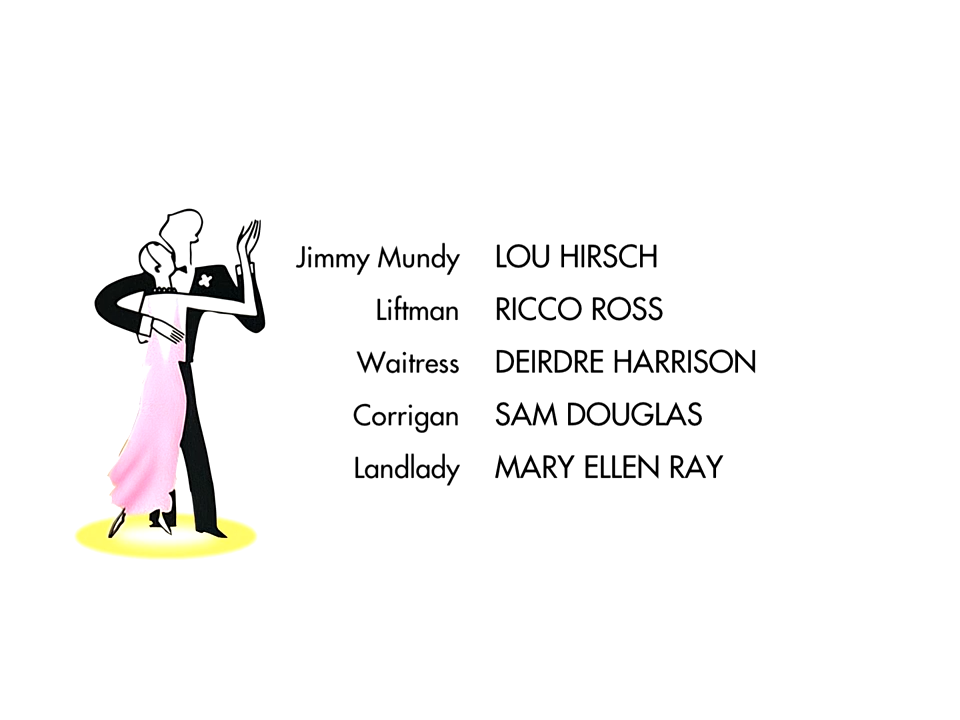 Jimmy Mundy LOU HIRSCH
Liftman RICCO ROSS
Waitress DEIRDRE HARRISON
Corrigan SAM DOUGLAS
Landlady MARY ELLEN RAY